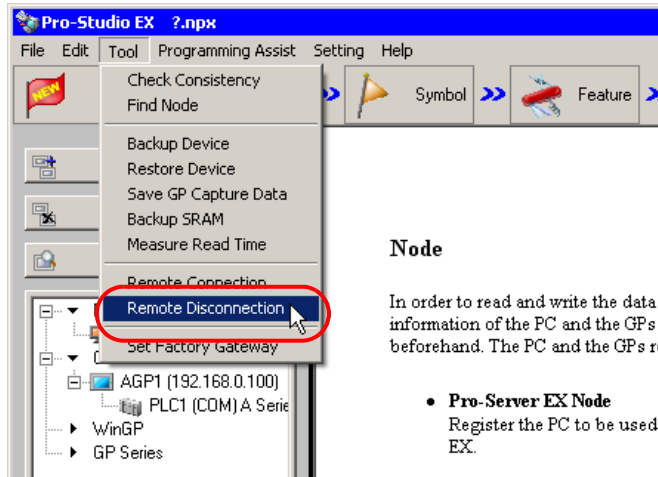 Pro-Studio EX ?.npx
File Edit Tool Programming Assist Setting Help
NEW
Symbol Feature
Check Consistency
Find Node
Backup Device
Restore Device
Save GP Capture Data
Backup SRAM
Measure Read Time
Remote Connection
Remote Disconnection
Set Factory Gateway
AGP1 (192.168.0.100)
PLC1 (COM) A Serie
WinGP
GP Series
Node
In order to read and write the data
information of the PC and the GPs
beforehand. The PC and the GPs r
• Pro-Server EX Node
Register the PC to be used
EX.